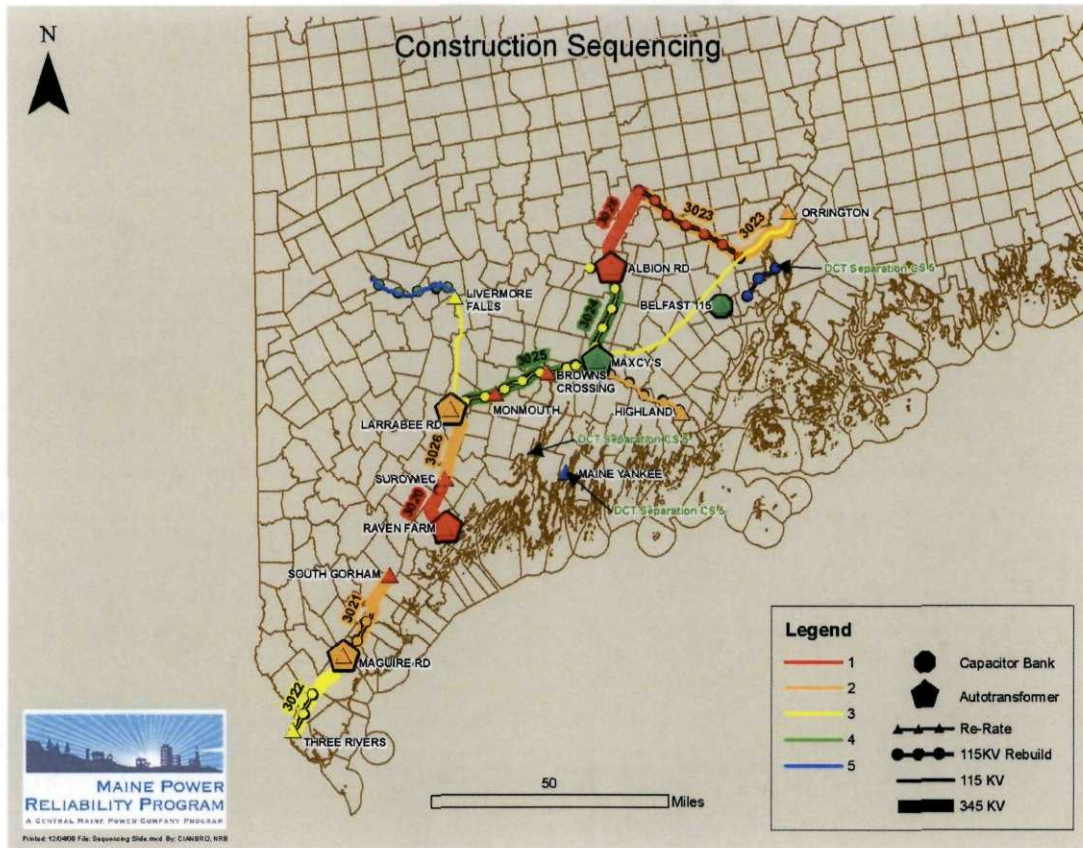 N
Construction Sequencing
3023
3023
ORRINGTON
ALBION RD
DCT Separation CS 5
BELFAST 115
LIVERMORE
FALLS
3024
3025
MAXCY'S
BROWNS
CROSSING
MONMOUTH
HIGHLAND
LARRABEE RD
3026
DCT Separation CS 5
SUROWIEC
MAINE YANKEE
3020
DCT Separation CS 5
RAVEN FARM
SOUTH GORHAM
3021
MAGUIRE RD
3022
THREE RIVERS
50
Miles
Legend
1
2
3
4
5
Capacitor Bank
Autotransformer
Re-Rate
115KV Rebuild
115 KV
345 KV
MAINE POWER
RELIABILITY PROGRAM
A CENTRAL MAINE POWER COMPANY PROGRAM